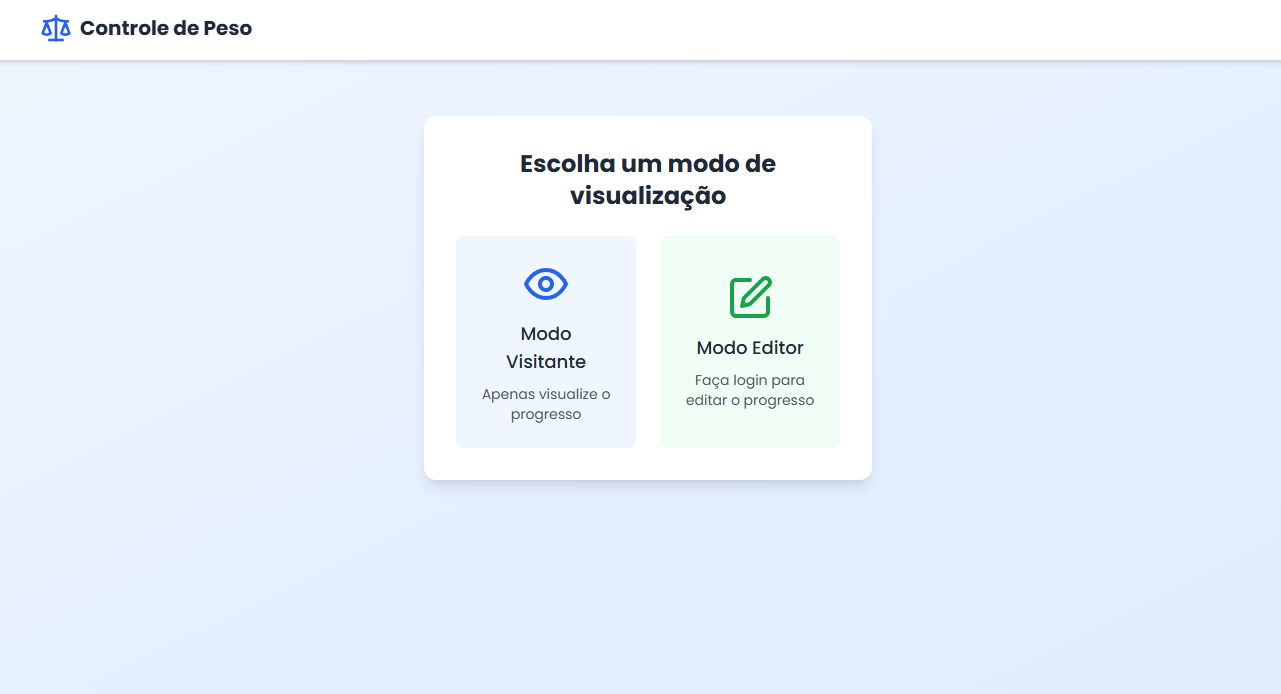 Controle de Peso
Escolha um modo de
visualização
Modo
Visitante
Apenas visualize o
progresso
Modo Editor
Faça login para
editar o progresso